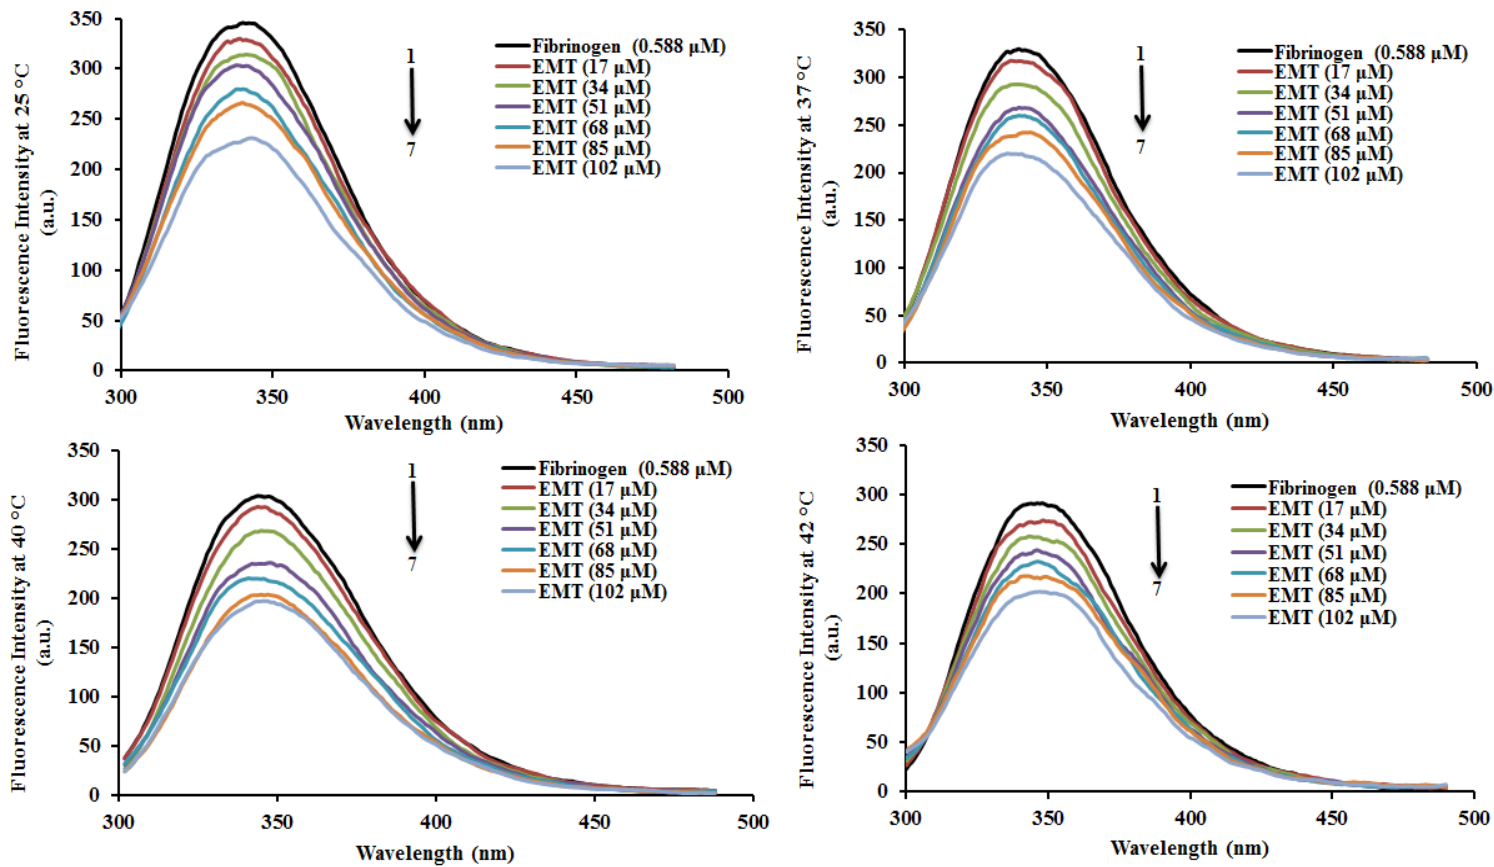 Fluorescence Intensity at 25 °C
(a.u.)
350
300
250
200
150
100
50
0
300
350
400
450
500
Wavelength (nm)
1
7
Fibrinogen (0.588 µM)
EMT (17 µM)
EMT (34 µM)
EMT (51 µM)
EMT (68 µM)
EMT (85 µM)
EMT (102 µM)
Fluorescence Intensity at 37 °C
(a.u.)
350
300
250
200
150
100
50
0
300
350
400
450
500
Wavelength (nm)
1
7
Fibrinogen (0.588 µM)
EMT (17 µM)
EMT (34 µM)
EMT (51 µM)
EMT (68 µM)
EMT (85 µM)
EMT (102 µM)
Fluorescence Intensity at 40 °C
(a.u.)
350
300
250
200
150
100
50
0
300
350
400
450
500
Wavelength (nm)
1
7
Fibrinogen (0.588 µM)
EMT (17 µM)
EMT (34 µM)
EMT (51 µM)
EMT (68 µM)
EMT (85 µM)
EMT (102 µM)
Fluorescence Intensity at 42 °C
(a.u.)
350
300
250
200
150
100
50
0
300
350
400
450
500
Wavelength (nm)
1
7
Fibrinogen (0.588 µM)
EMT (17 µM)
EMT (34 µM)
EMT (51 µM)
EMT (68 µM)
EMT (85 µM)
EMT (102 µM)